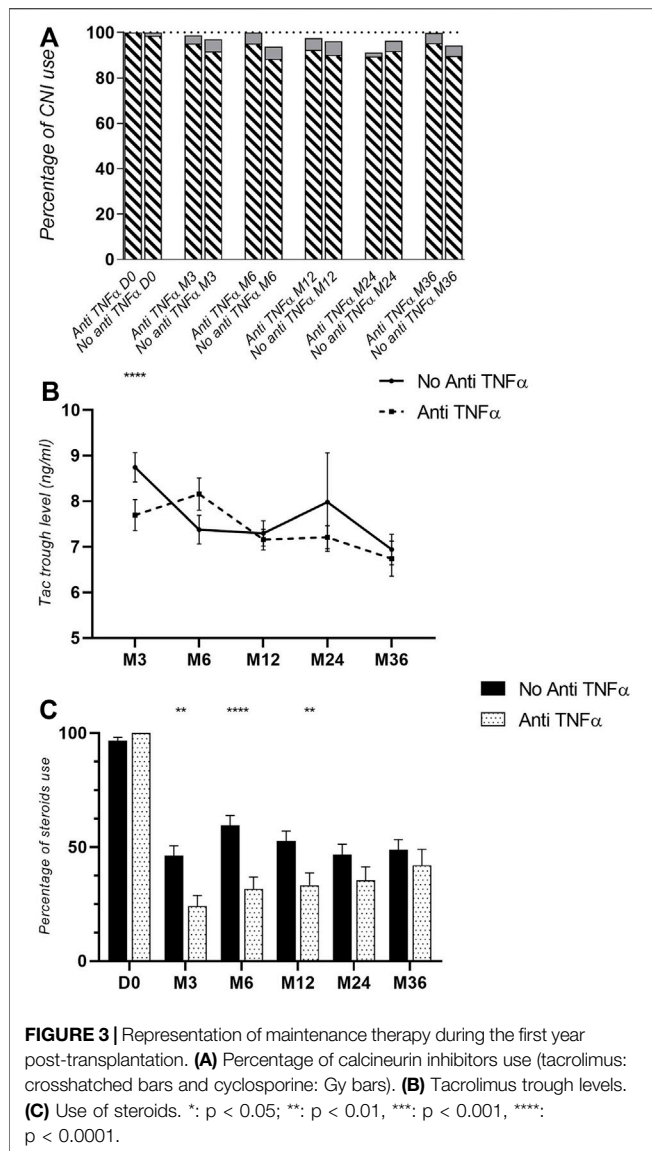 A
Percentage of CNI use
100
80
60
40
20
0
Anti TNFα D0
No anti TNFα D0
Anti TNFα M3
No anti TNFα M3
Anti TNFα M6
No anti TNFα M6
Anti TNFα M12
No anti TNFα M12
Anti TNFα M24
No anti TNFα M24
Anti TNFα M36
No anti TNFα M36
B
****
No Anti TNFα
Anti TNFα
Tac trough level (ng/ml)
10
9
8
7
6
5
M3 M6 M12 M24 M36
No Anti TNFα
Anti TNFα
C
** **** **
Percentage of steroids use
100
50
0
D0 M3 M6 M12 M24 M36
FIGURE 3 | Representation of maintenance therapy during the first year
post-transplantation. (A) Percentage of calcineurin inhibitors use (tacrolimus:
crosshatched bars and cyclosporine: Gy bars). (B) Tacrolimus trough levels.
(C) Use of steroids. *: p < 0.05; **: p < 0.01, ***: p < 0.001, ****:
p < 0.0001.